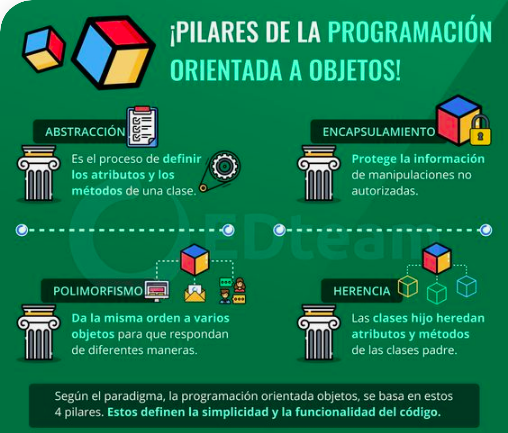 ¡PILARES DE LA PROGRAMACIÓN
ORIENTADA A OBJETOS!
ABSTRACCIÓN
Es el proceso de definir
los atributos y los
métodos de una clase.
ENCAPSULAMIENTO
Protege la información
de manipulaciones no
autorizadas.
EDteam
POLIMORFISMO
Da la misma orden a varios
objetos para que respondan
de diferentes maneras.
HERENCIA
Las clases hijo heredan
atributos y métodos
de las clases padre.
Según el paradigma, la programación orientada objetos, se basa en estos
4 pilares. Estos definen la simplicidad y la funcionalidad del código.